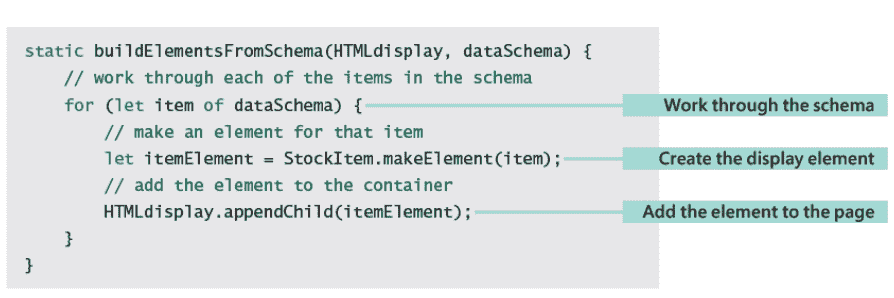 static buildElementsFromSchema(HTMLdisplay, dataSchema) {
    // work through each of the items in the schema
    for (let item of dataSchema) {
Work through the schema
        // make an element for that item
        let itemElement = StockItem.makeElement(item);
Create the display element
        // add the element to the container
        HTMLdisplay.appendChild(itemElement);
Add the element to the page
    }
}